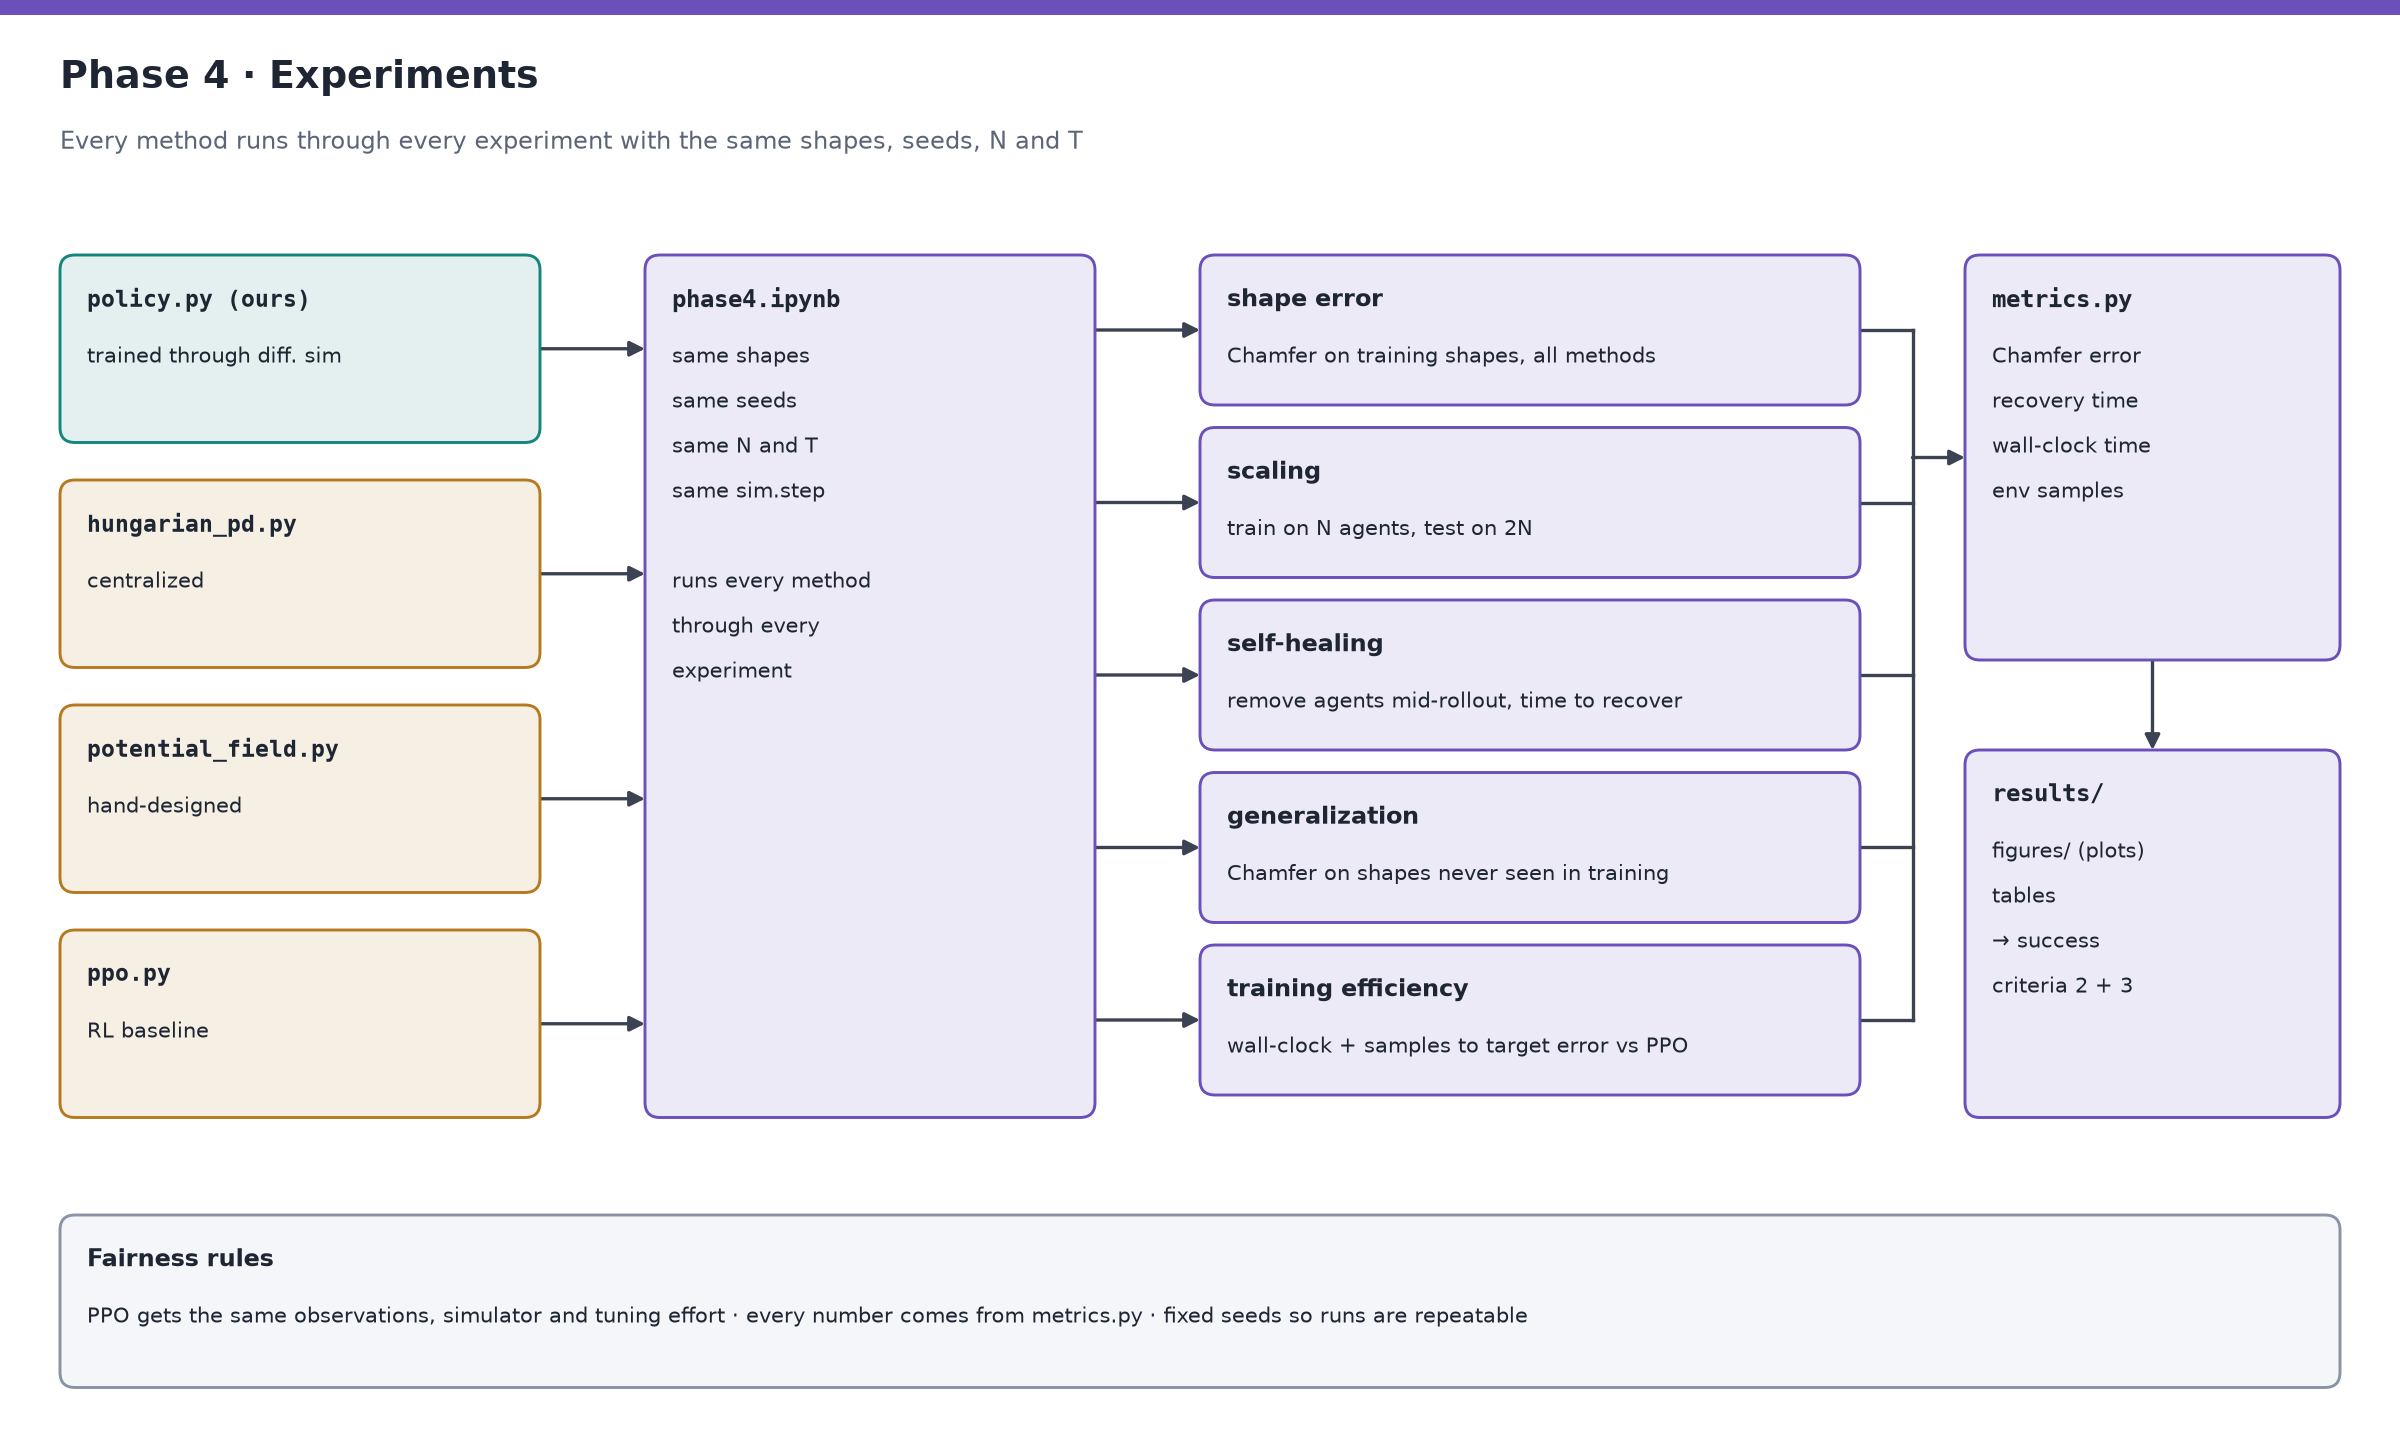 Phase 4 · Experiments
Every method runs through every experiment with the same shapes, seeds, N and T
policy.py (ours)
trained through diff. sim
hungarian_pd.py
centralized
potential_field.py
hand-designed
ppo.py
RL baseline
phase4.ipynb
same shapes
same seeds
same N and T
same sim.step
runs every method
through every
experiment
shape error
Chamfer on training shapes, all methods
scaling
train on N agents, test on 2N
self-healing
remove agents mid-rollout, time to recover
generalization
Chamfer on shapes never seen in training
training efficiency
wall-clock + samples to target error vs PPO
metrics.py
Chamfer error
recovery time
wall-clock time
env samples
results/
figures/ (plots)
tables
→ success
criteria 2 + 3
Fairness rules
PPO gets the same observations, simulator and tuning effort · every number comes from metrics.py · fixed seeds so runs are repeatable